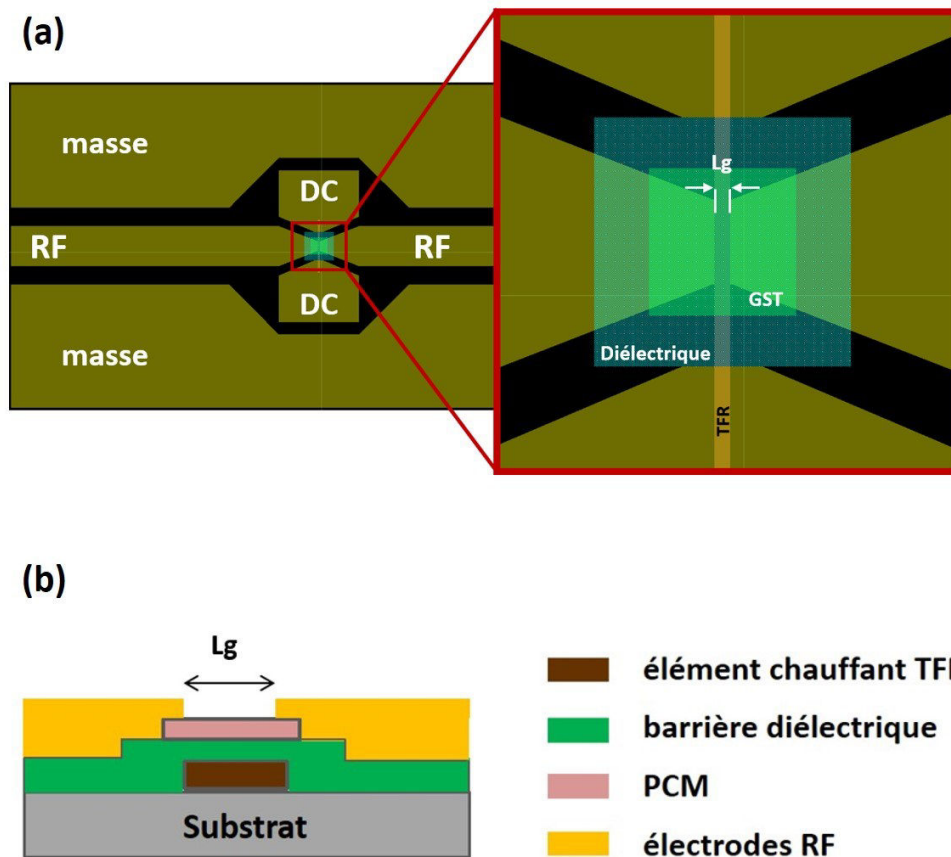 (a)
masse
DC
RF
RF
DC
masse
Lg
GST
Diélectrique
TFR
(b)
Lg
élément chauffant TF
barrière diélectrique
PCM
électrodes RF
Substrat